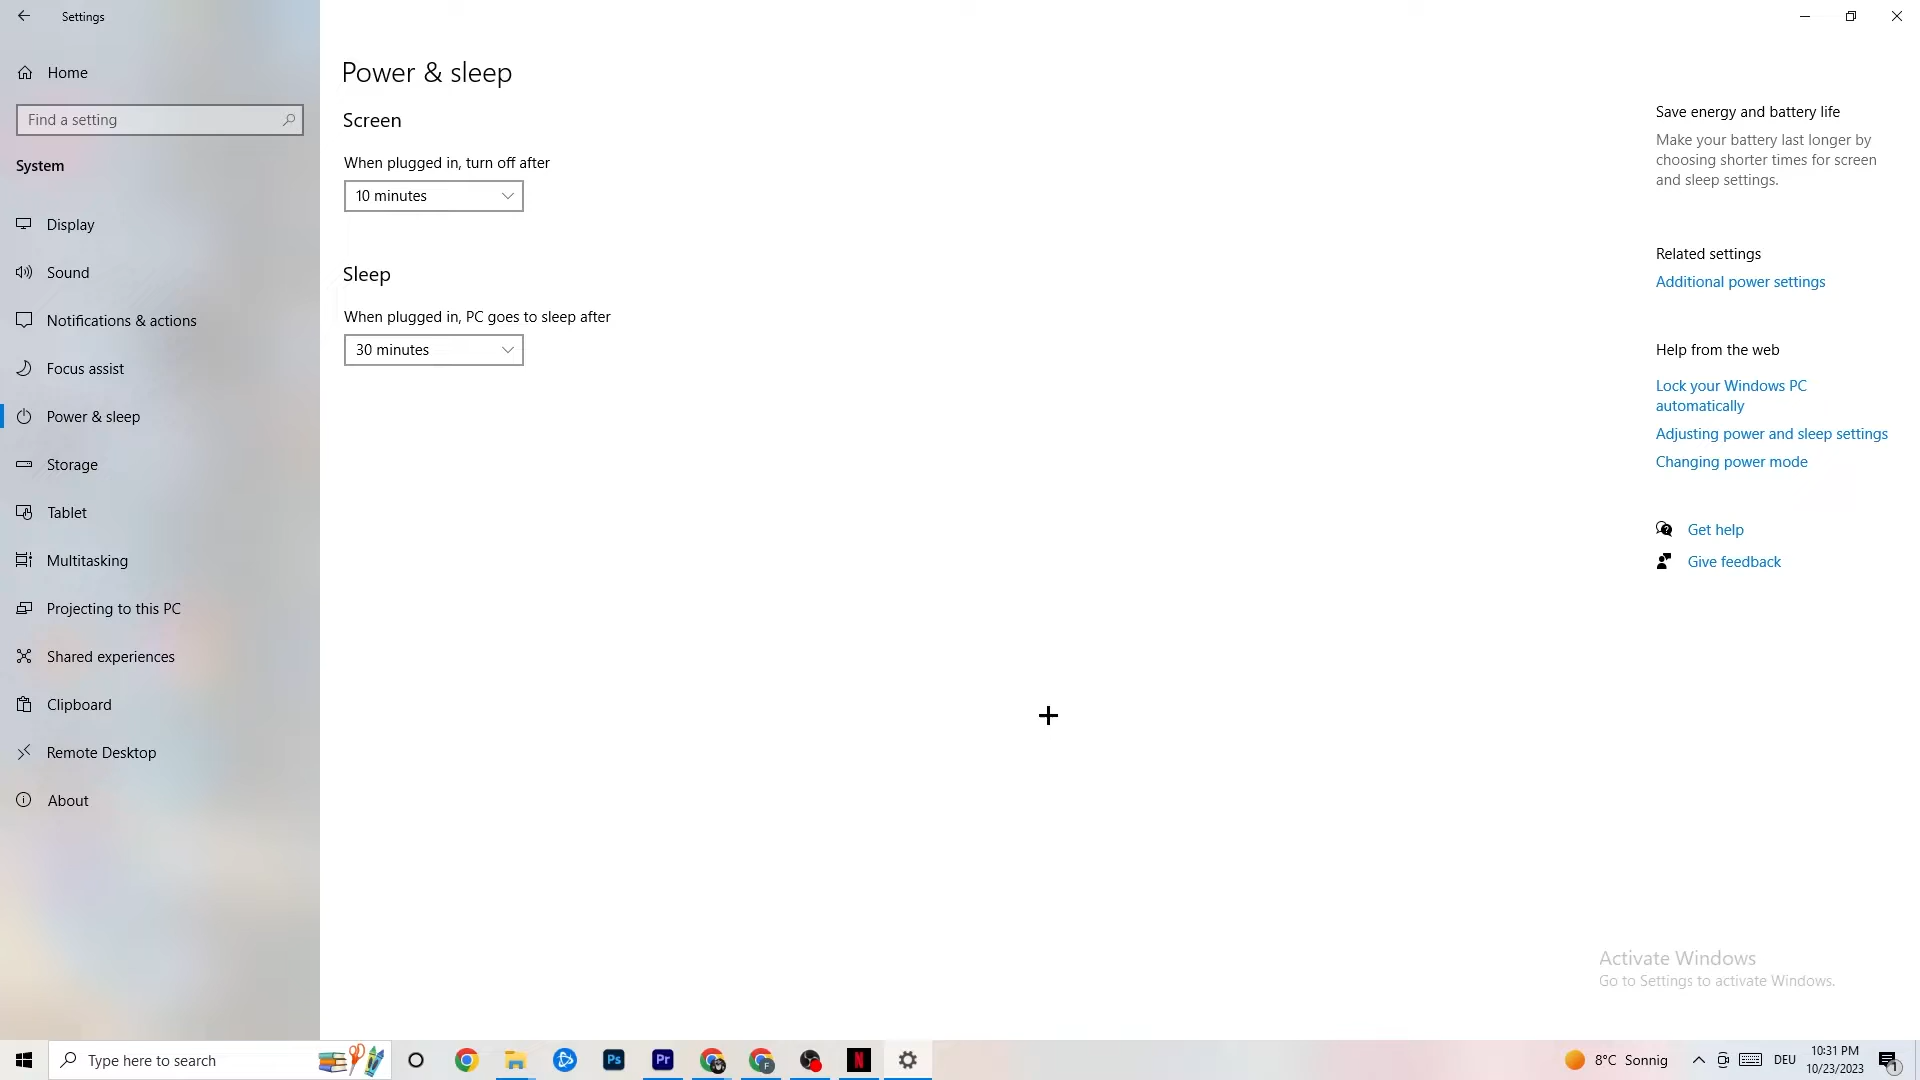 Settings
Home
Find a setting
System
Display
Sound
Notifications & actions
Focus assist
Power & sleep
Storage
Tablet
Multitasking
Projecting to this PC
Shared experiences
Clipboard
Remote Desktop
About
Power & sleep
Screen
When plugged in, turn off after
10 minutes
Sleep
When plugged in, PC goes to sleep after
30 minutes
Save energy and battery life
Make your battery last longer by
choosing shorter times for screen
and sleep settings.
Related settings
Additional power settings
Help from the web
Lock your Windows PC
automatically
Adjusting power and sleep settings
Changing power mode
Get help
Give feedback
Activate Windows
Go to Settings to activate Windows.
Type here to search
Ps
Pr
F
N
8°C Sonnig
DEU
10:31 PM
10/23/2023
1